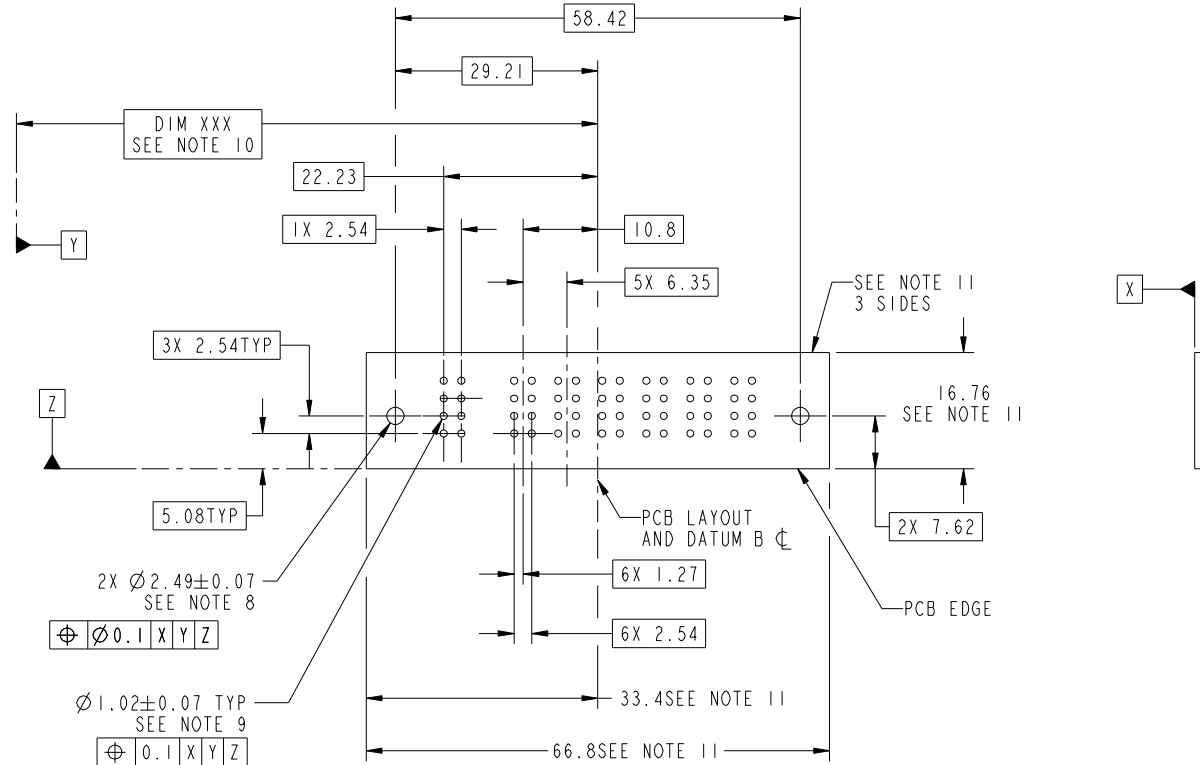 58.42
29.21
DIM XXX
SEE NOTE 10
22.23
1X 2.54
10.8
Y
5X 6.35
SEE NOTE 11
3 SIDES
X
3X 2.54TYP
Z
16.76
SEE NOTE 11
5.08TYP
PCB LAYOUT
AND DATUM B ℄
2X 7.62
2X Ø2.49±0.07
SEE NOTE 8
6X 1.27
⌖ Ø0.1 X Y Z
PCB EDGE
6X 2.54
Ø1.02±0.07 TYP
SEE NOTE 9
33.4SEE NOTE 11
⌖ 0.1 X Y Z
66.8SEE NOTE 11